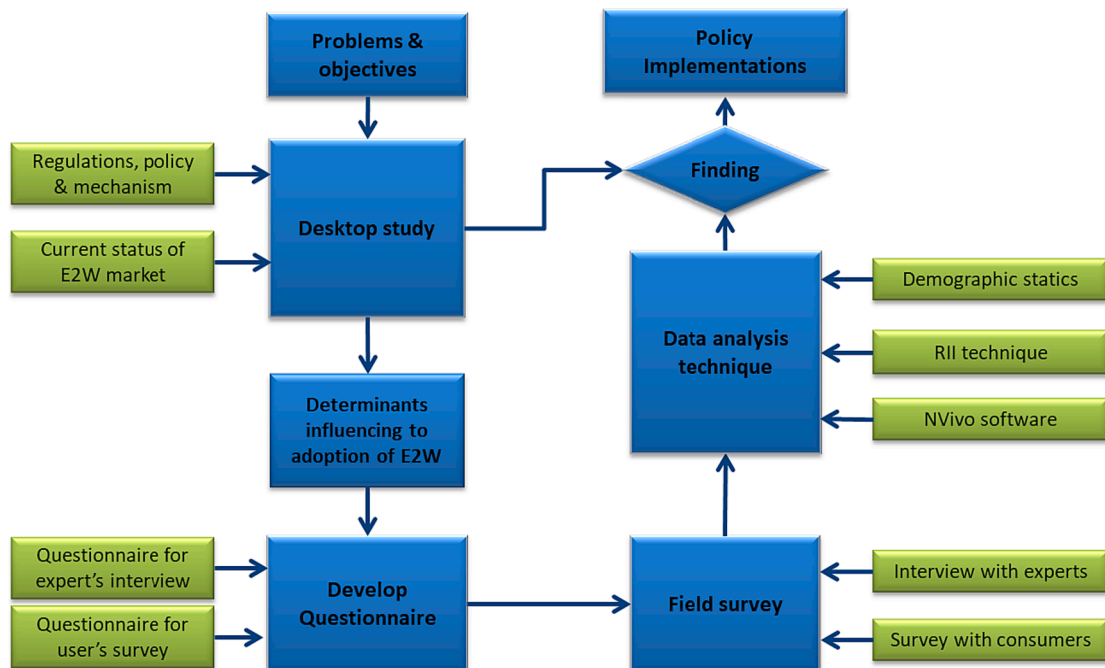 Problems &
objectives
Policy
Implementations
Regulations, policy
& mechanism
Finding
Desktop study
Current status of
E2W market
Demographic statics
Data analysis
technique
RII technique
NVivo software
Determinants
influencing to
adoption of E2W
Questionnaire for
expert's interview
Develop
Questionnaire
Questionnaire for
user's survey
Field survey
Interview with experts
Survey with consumers